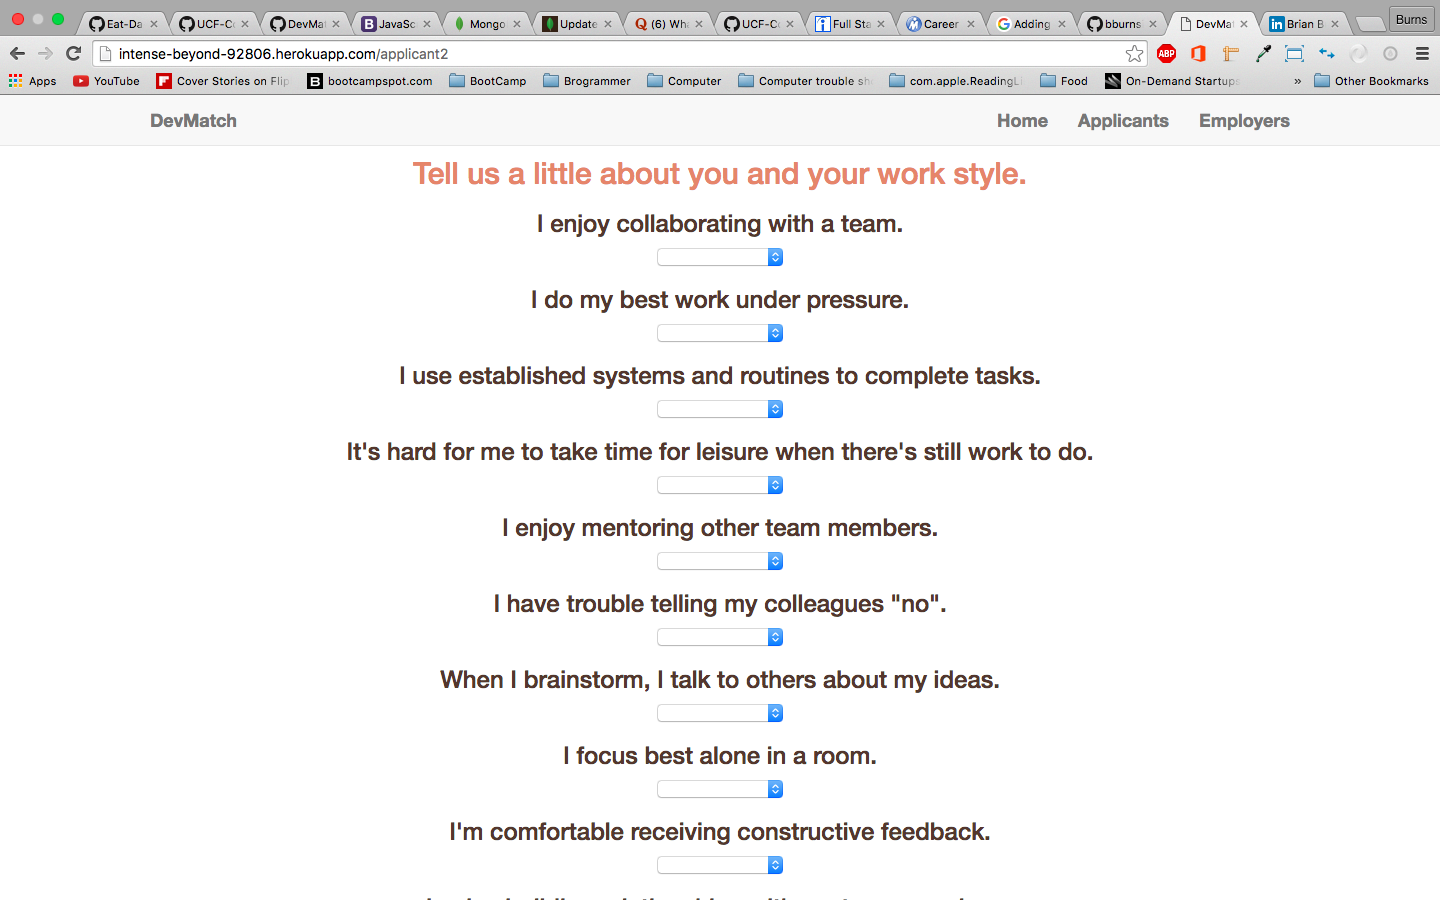 Eat-Da
UCF-Co
DevMat
JavaSc
Mongo
Update
(6) Wha
UCF-Co
Full Sta
Career
Adding
bburns
DevMat
Brian B
Burns
intense-beyond-92806.herokuapp.com/applicant2
ABP
Apps
YouTube
Cover Stories on Flip
bootcampspot.com
BootCamp
Brogrammer
Computer
Computer trouble sh
com.apple.ReadingL
Food
On-Demand Startups
»
Other Bookmarks
DevMatch
Home
Applicants
Employers
Tell us a little about you and your work style.
I enjoy collaborating with a team.
I do my best work under pressure.
I use established systems and routines to complete tasks.
It's hard for me to take time for leisure when there's still work to do.
I enjoy mentoring other team members.
I have trouble telling my colleagues "no".
When I brainstorm, I talk to others about my ideas.
I focus best alone in a room.
I'm comfortable receiving constructive feedback.